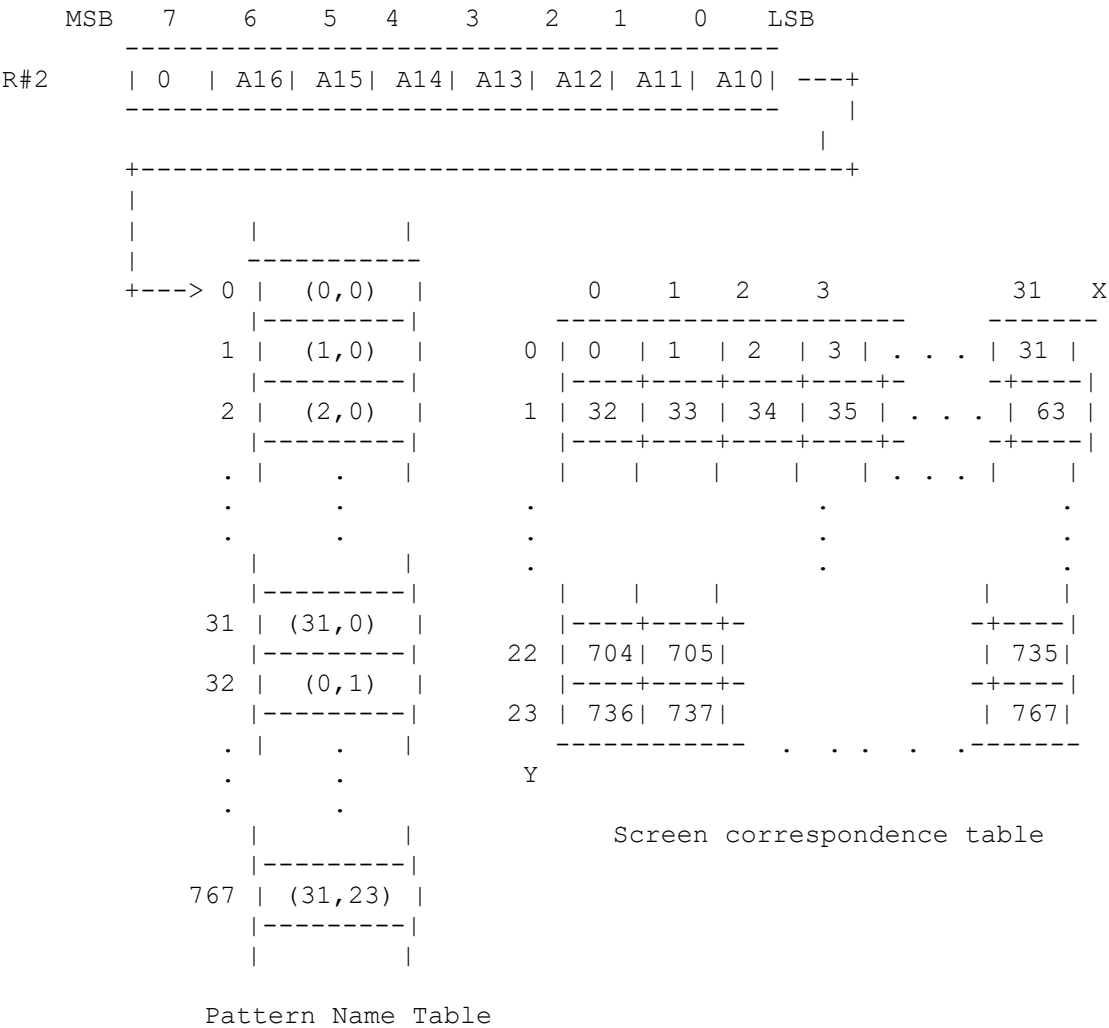 MSB 7 6 5 4 3 2 1 0 LSB
-----------------------------------------
R#2 | 0 | A16| A15| A14| A13| A12| A11| A10| ---+
----------------------------------------- |
|
+--------------------------------------------+
|
| | |
| -----------
+---> 0 | (0,0) | 0 1 2 3 31 X
|---------| ---------------------- -------
1 | (1,0) | 0 | 0 | 1 | 2 | 3 | . . . | 31 |
|---------| |----+----+----+----+- -+----|
2 | (2,0) | 1 | 32 | 33 | 34 | 35 | . . . | 63 |
|---------| |----+----+----+----+- -+----|
. | . | | | | | | . . . | |
. . . . .
. . . . .
| | . . .
|---------| | | | | |
31 | (31,0) | |----+----+- -+----|
|---------| 22 | 704| 705| | 735|
32 | (0,1) | |----+----+- -+----|
|---------| 23 | 736| 737| | 767|
. | . | ------------ . . . . .-------
. . Y
. .
| | Screen correspondence table
|---------|
767 | (31,23) |
|---------|
| |
Pattern Name Table